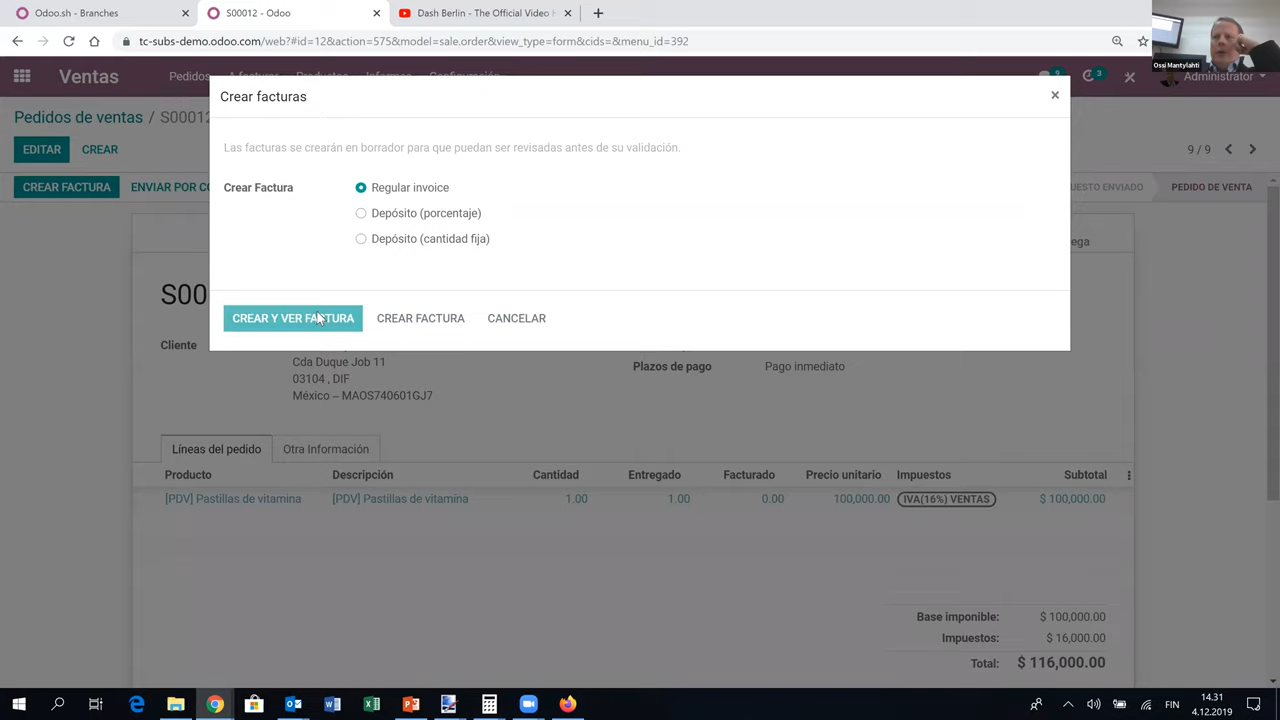 Odoo.sh - Branches
S00012 - Odoo
Dash Berlin - The Official Video H
tc-subs-demo.odoo.com/web?#id=12&action=575&model=sale.order&view_type=form&cids=&menu_id=392
Ossi Mantylahti
Ventas
Pedidos
A facturar
Productos
Informes
Configuración
9
3
Administrator
Crear facturas
×
Pedidos de ventas / S00012
EDITAR
CREAR
9 / 9
Las facturas se crearán en borrador para que puedan ser revisadas antes de su validación.
CREAR FACTURA
ENVIAR POR CO
PEDIDO DE VENTA
Crear Factura
Regular invoice
Depósito (porcentaje)
Depósito (cantidad fija)
S00
CREAR Y VER FACTURA
CREAR FACTURA
CANCELAR
Cliente
Cda Duque Job 11
03104 , DIF
México – MAOS740601GJ7
Plazos de pago
Pago inmediato
Líneas del pedido
Otra Información
Producto Descripción Cantidad Entregado Facturado Precio unitario Impuestos Subtotal
[PDV] Pastillas de vitamina [PDV] Pastillas de vitamina 1.00 1.00 0.00 100,000.00 IVA(16%) VENTAS $ 100,000.00
Base imponible: $ 100,000.00
Impuestos: $ 16,000.00
Total: $ 116,000.00
FIN
14.31
4.12.2019